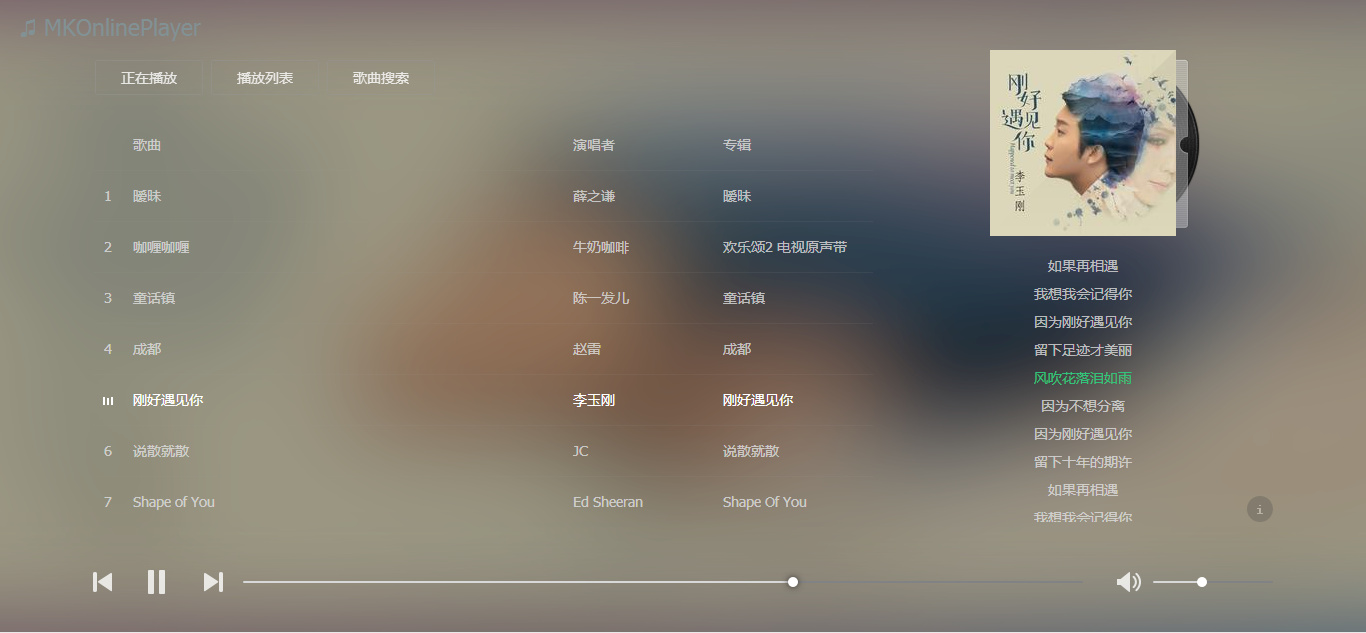 MKOnlinePlayer
正在播放 播放列表 歌曲搜索
歌曲 演唱者 专辑
1 暧昧 薛之谦 暧昧
2 咖喱咖喱 牛奶咖啡 欢乐颂2 电视原声带
3 童话镇 陈一发儿 童话镇
4 成都 赵雷 成都
刚好遇见你 李玉刚 刚好遇见你
6 说散就散 JC 说散就散
7 Shape of You Ed Sheeran Shape Of You
刚好遇见你
李玉刚
如果再相遇
我想我会记得你
因为刚好遇见你
留下足迹才美丽
风吹花落泪如雨
因为不想分离
因为刚好遇见你
留下十年的期许
如果再相遇
我想我会记得你
i